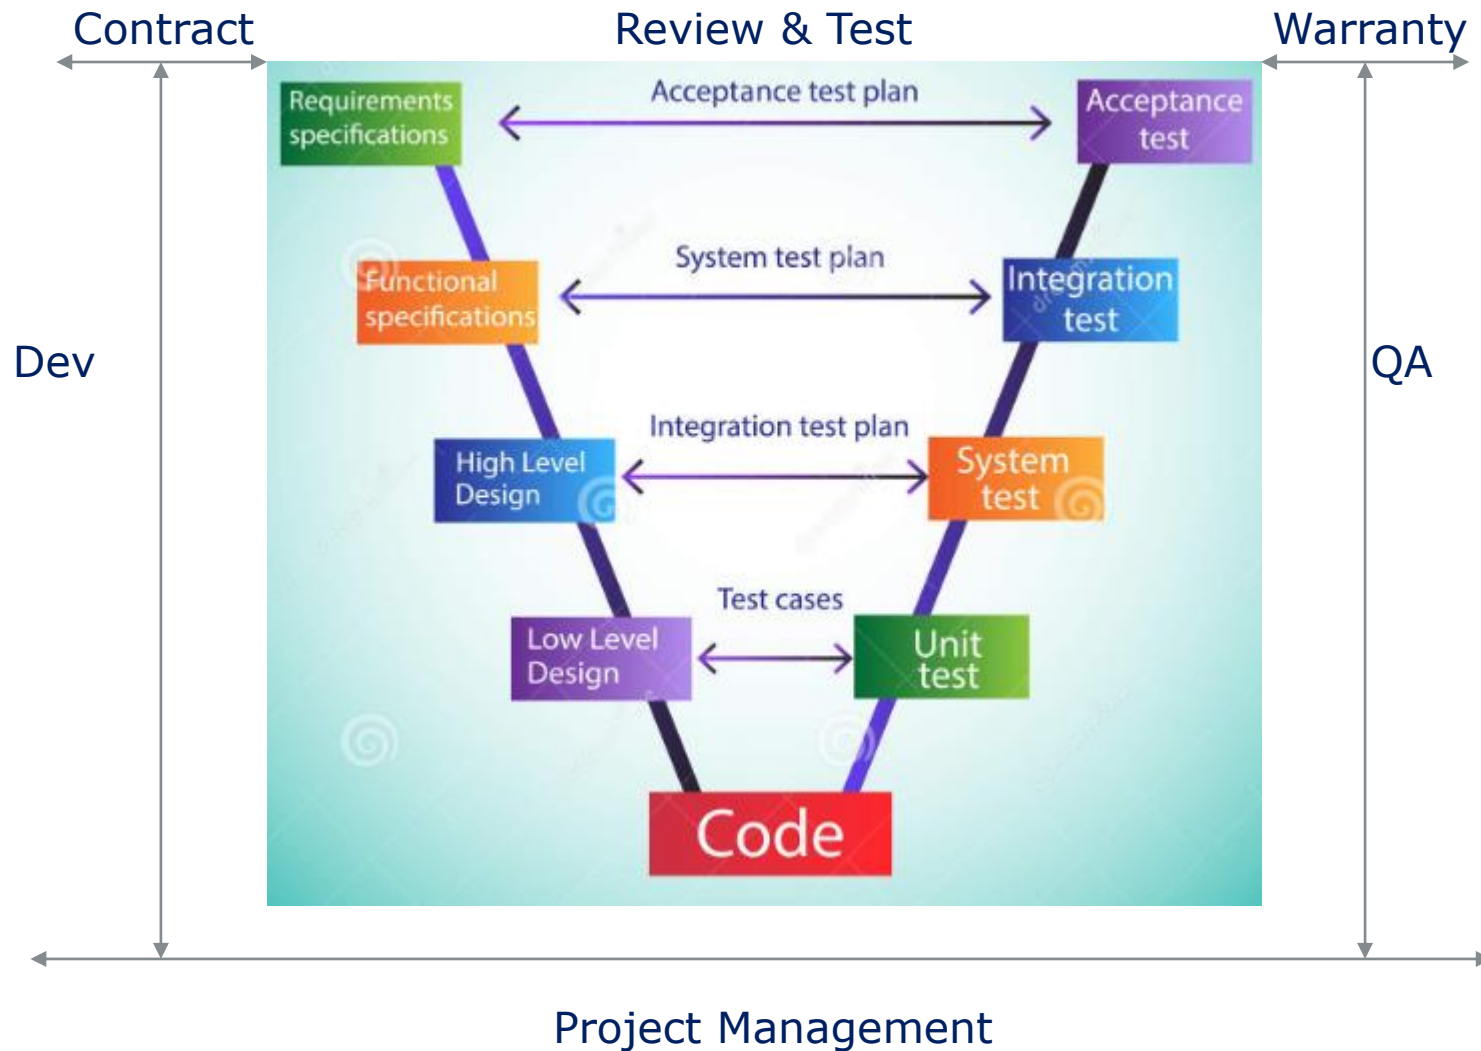 Contract
Review & Test
Warranty
Requirements
specifications
Acceptance test plan
Acceptance
test
Functional
specifications
System test plan
Integration
test
Dev
QA
High Level
Design
Integration test plan
System
test
Low Level
Design
Test cases
Unit
test
Code
Project Management